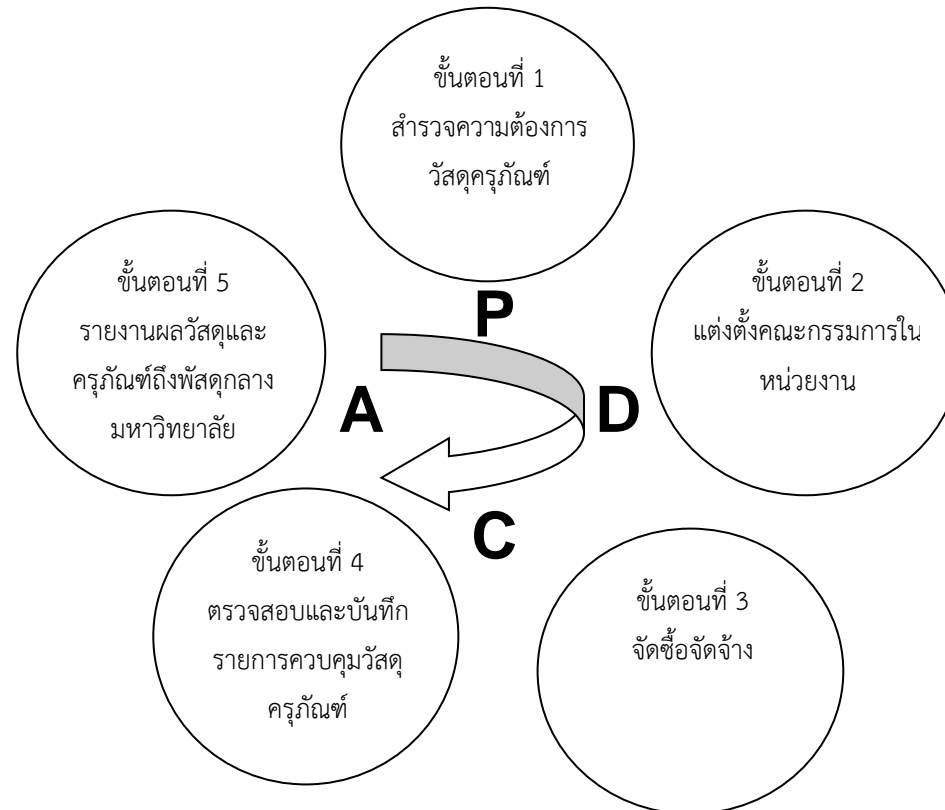 ขั้นตอนที่ 1
สำรวจความต้องการ
วัสดุครุภัณฑ์
ขั้นตอนที่ 5
รายงานผลวัสดุและ
ครุภัณฑ์ถึงพัสดุกลาง
มหาวิทยาลัย
ขั้นตอนที่ 2
แต่งตั้งคณะกรรมการใน
หน่วยงาน
P
A
D
C
ขั้นตอนที่ 4
ตรวจสอบและบันทึก
รายการควบคุมวัสดุ
ครุภัณฑ์
ขั้นตอนที่ 3
จัดซื้อจัดจ้าง